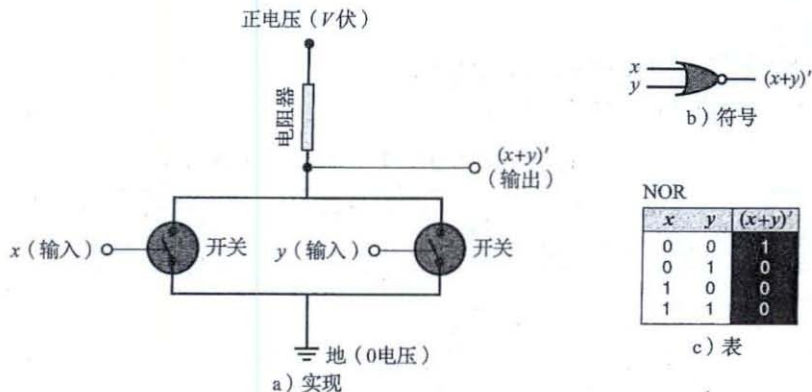 正电压（V伏）
电阻器
(x+y)′
（输出）
x（输入）
开关
y（输入）
开关
地（0电压）
a）实现
x
y
(x+y)′
b）符号
NOR
x y (x+y)′
0 0 1
0 1 0
1 0 0
1 1 0
c）表